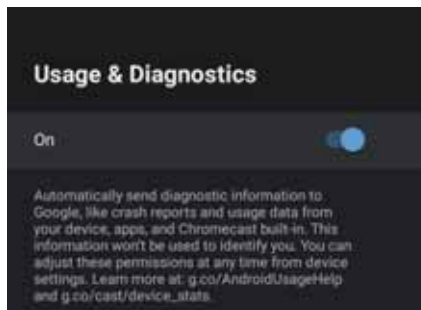 Usage & Diagnostics
On
Automatically send diagnostic information to
Google, like crash reports and usage data from
your device, apps, and Chromecast built-in. This
information won't be used to identify you. You can
adjust these permissions at any time from device
settings. Learn more at: g.co/AndroidUsageHelp
and g.co/cast/device_stats.